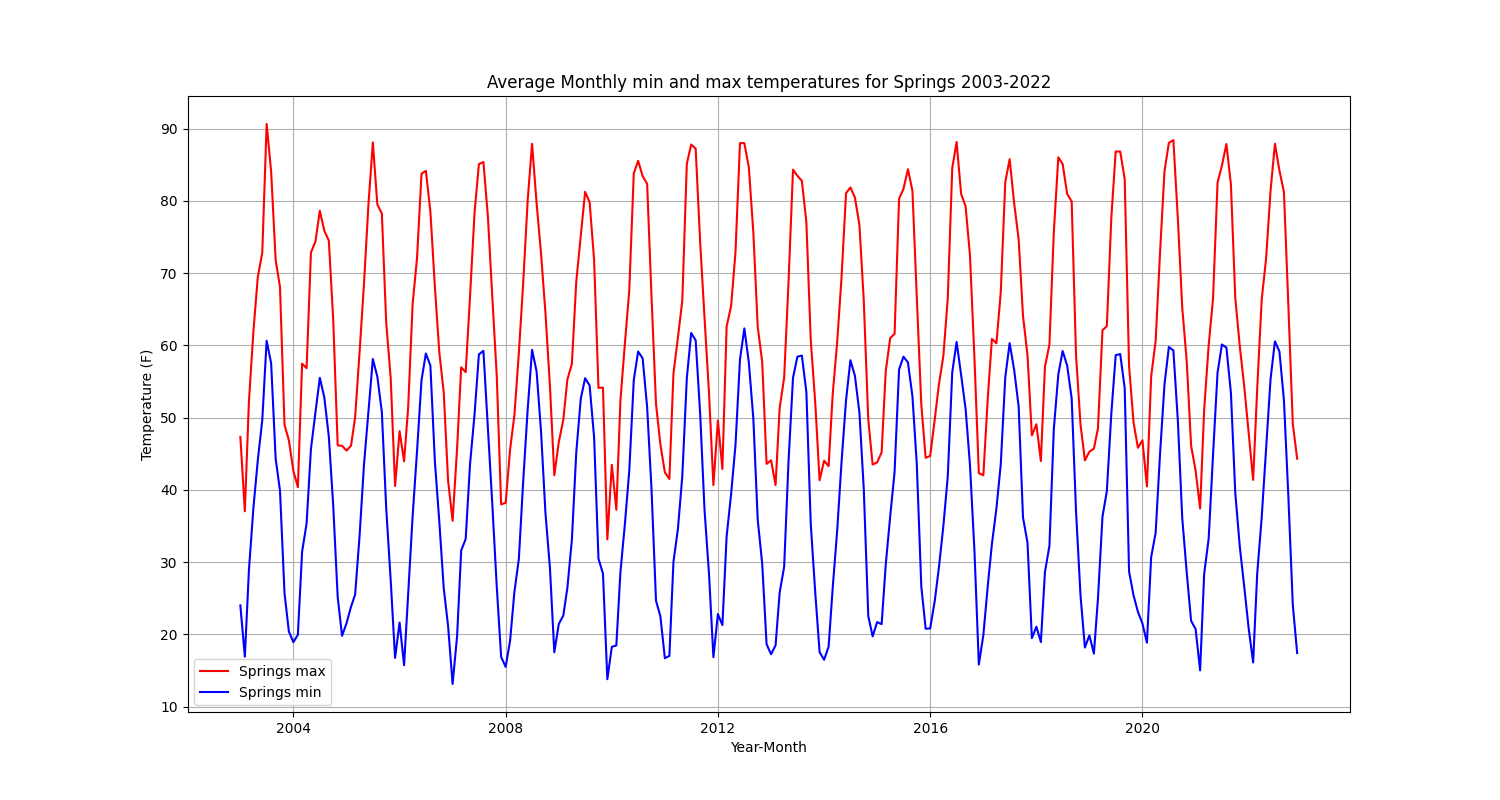 Average Monthly min and max temperatures for Springs 2003-2022
Temperature (F)
90
80
70
60
50
40
30
20
10
Springs max
Springs min
2004 2008 2012 2016 2020
Year-Month